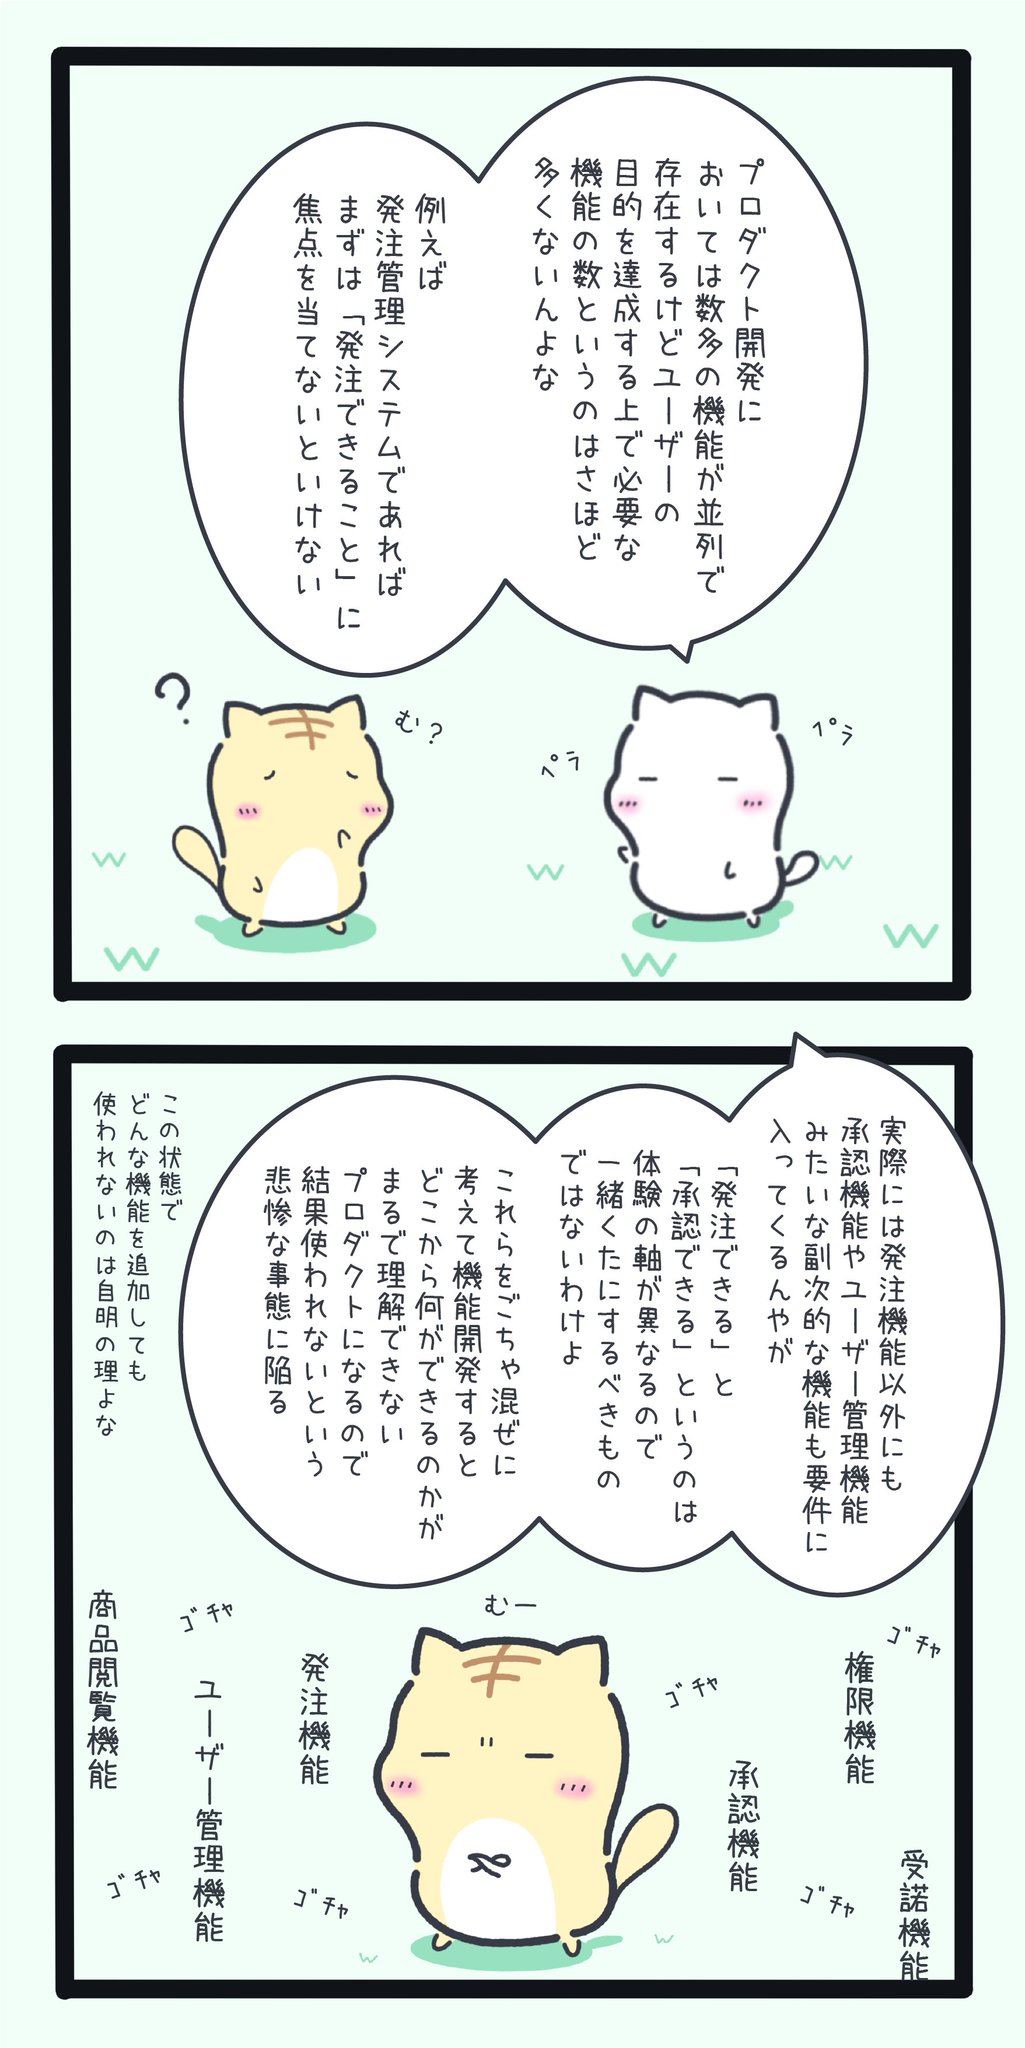 プロダクト開発に
おいては数多の機能が並列で
存在するけどユーザーの
目的を達成する上で必要な
機能の数というのはさほど
多くないんよな
例えば
発注管理システムであれば
まずは「発注できること」に
焦点を当てないといけない
む?
ペラ
ペラ
?
実際には発注機能以外にも
承認機能やユーザー管理機能
みたいな副次的な機能も要件に
入ってくるんやが
「発注できる」と
「承認できる」というのは
体験の軸が異なるので
一緒くたにするべきもの
ではないわけよ
これらをごちゃ混ぜに
考えて機能開発すると
どこから何ができるのかが
まるで理解できない
プロダクトになるので
結果使われないという
悲惨な事態に陥る
この状態で
どんな機能を追加しても
使われないのは自明の理よな
むー
ゴチャ
権限機能
受諾機能
承認機能
ゴチャ
ゴチャ
発注機能
ゴチャ
ユーザー管理機能
ゴチャ
商品閲覧機能
ゴチャ